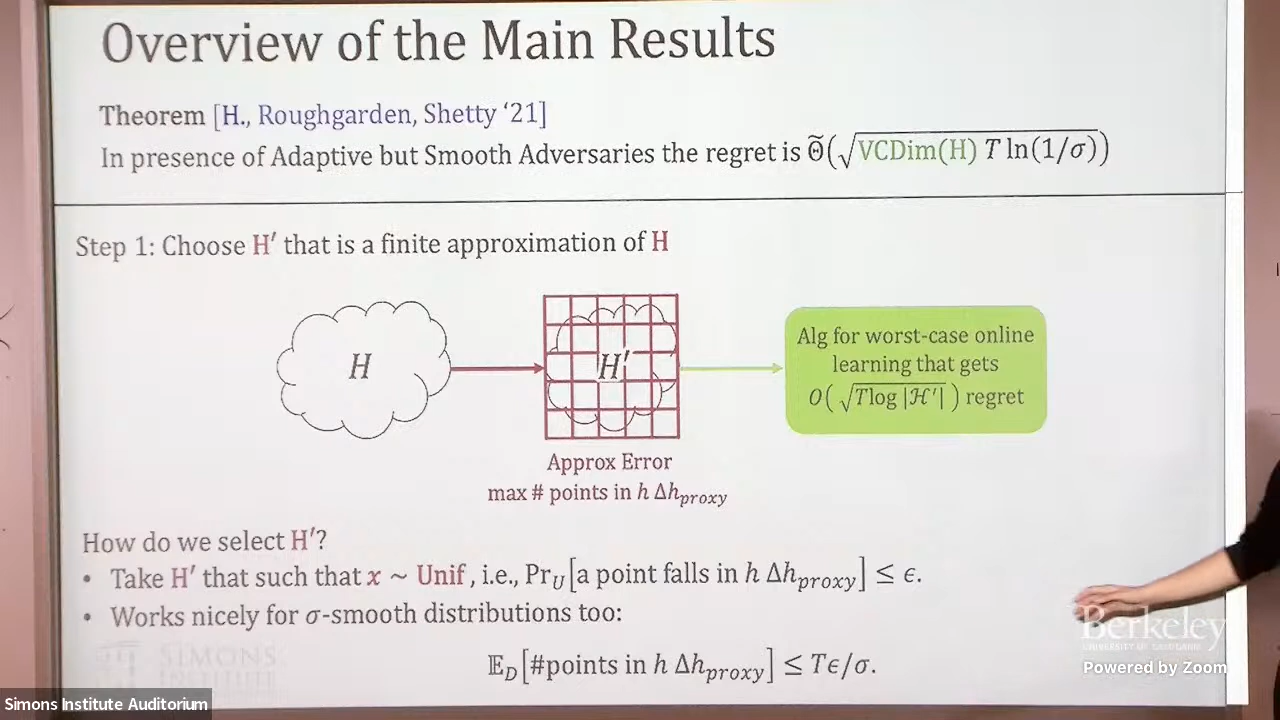 Overview of the Main Results
Theorem [H., Roughgarden, Shetty ‘21]
In presence of Adaptive but Smooth Adversaries the regret is Θ̃(√(VCDim(H) T ln(1/σ)))
Step 1: Choose H′ that is a finite approximation of H
H
H′
Alg for worst-case online
learning that gets
O( √(Tlog |ℋ′|) ) regret
Approx Error
max # points in h Δh_proxy
How do we select H′?
• Take H′ that such that x ~ Unif, i.e., Pr_U[a point falls in h Δh_proxy] ≤ ϵ.
• Works nicely for σ-smooth distributions too:
𝔼_D[#points in h Δh_proxy] ≤ Tϵ/σ.
SIMONS
INSTITUTE
Berkeley
UNIVERSITY OF CALIFORNIA
Powered by Zoom
Simons Institute Auditorium